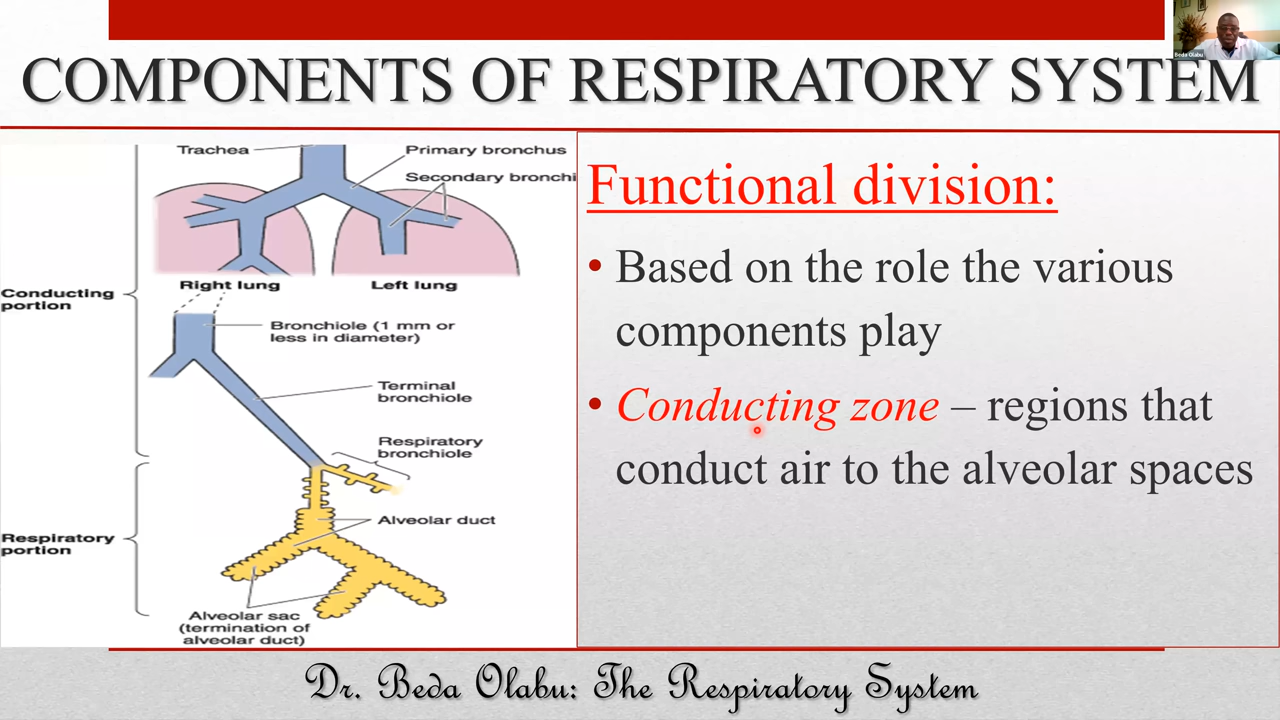 Beda Olabu
COMPONENTS OF RESPIRATORY SYSTEM
Trachea
Primary bronchus
Secondary bronchi
Right lung
Left lung
Conducting
portion
Bronchiole (1 mm or
less in diameter)
Terminal
bronchiole
Respiratory
bronchiole
Alveolar duct
Respiratory
portion
Alveolar sac
(termination of
alveolar duct)
Functional division:
• Based on the role the various
components play
• Conducting zone – regions that
conduct air to the alveolar spaces
Dr. Beda Olabu: The Respiratory System